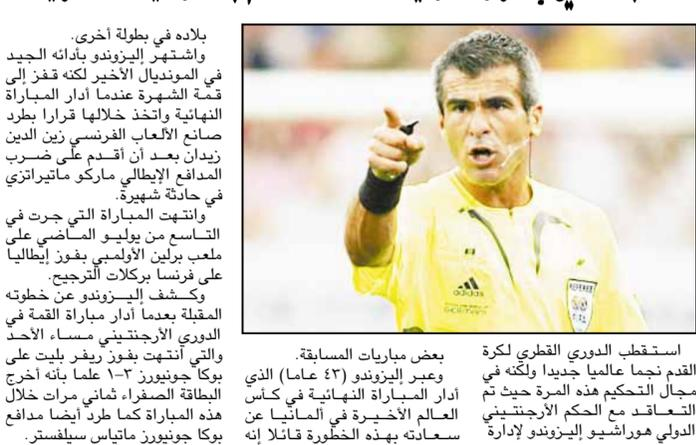 استقطب الدوري القطري لكرة
القدم نجما عالميا جديدا ولكنه في
مجال التحكيم هذه المرة حيث تم
التعاقد مع الحكم الأرجنتيني
الدولي هوراشيو إليزوندو لإدارة
بعض مباريات المسابقة.
وعبر إليزوندو (٤٣ عاما) الذي
أدار المباراة النهائية في كأس
العالم الأخيرة في ألمانيا عن
سعادته بهذه الخطورة قائلا إنه
بلاده في بطولة أخرى.
واشتهر إليزوندو بأدائه الجيد
في المونديال الأخير لكنه قفز إلى
قمة الشهرة عندما أدار المباراة
النهائية واتخذ خلالها قرارا بطرد
صانع الألعاب الفرنسي زين الدين
زيدان بعد أن أقدم على ضرب
المدافع الإيطالي ماركو ماتيراتزي
في حادثة شهيرة.
وانتهت المباراة التي جرت في
التاسع من يوليو الماضي على
ملعب برلين الأولمبي بفوز إيطاليا
على فرنسا بركلات الترجيح.
وكشف إليزوندو عن خطوته
المقبلة بعدما أدار مباراة القمة في
الدوري الأرجنتيني مساء الأحد
والتي انتهت بفوز ريفر بليت على
بوكا جونيورز ٣-١ علما بأنه أخرج
البطاقة الصفراء ثماني مرات خلال
هذه المباراة كما طرد أيضا مدافع
بوكا جونيورز ماتياس سيلفستر.
adidas
GERMANY
REFEREE
FIFA